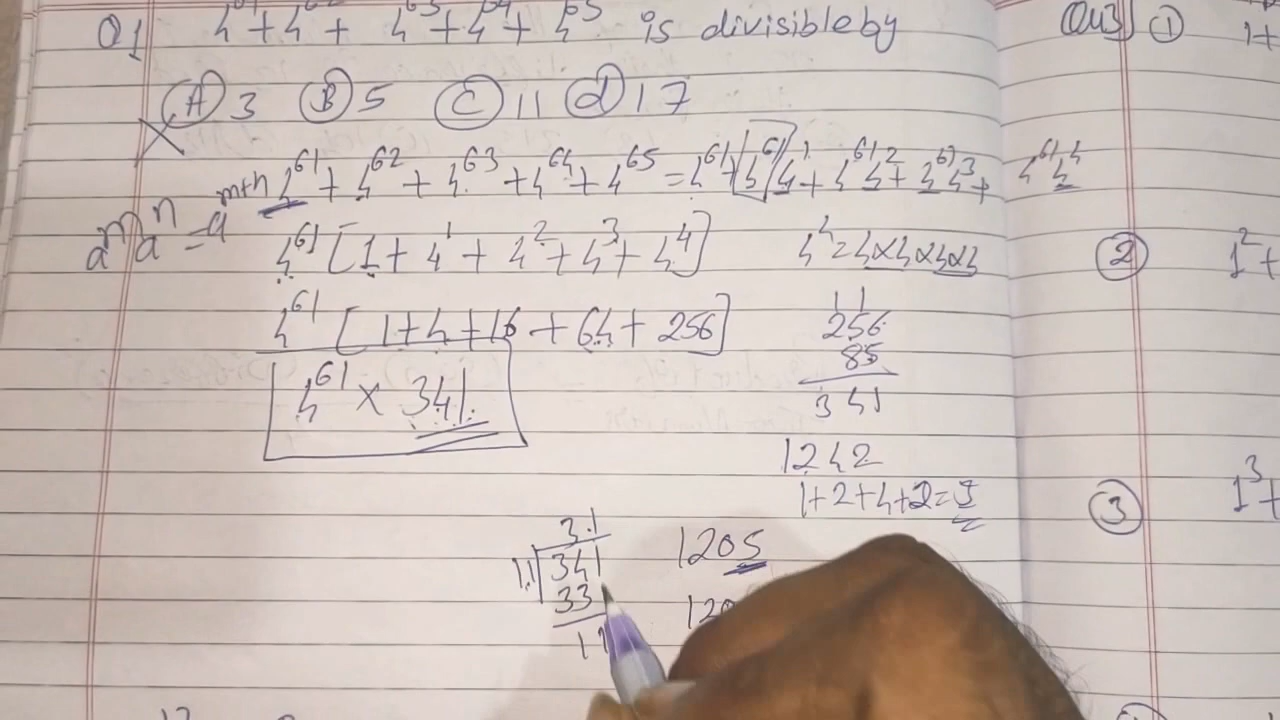 Q1 4^61 + 4^62 + 4^63 + 4^64 + 4^65 is divisible by
(A) 3 (B) 5 (C) 11 (d) 17
4^61 + 4^62 + 4^63 + 4^64 + 4^65 = 4^61 + 4^61 4^1 + 4^61 4^2 + 4^61 4^3 + 4^61 4^4
a^m a^n = a^m+n
4^61 [1 + 4^1 + 4^2 + 4^3 + 4^4]
4^4 = 4×4×4×4
4^61 [1+4+16+64+256]
4^61 × 341
1 1
256
85
341
1242
1+2+4+2=9
31
11 341
33
11
1205
120
Qu3 ① 1+
② 1^2+
③ 1^3+